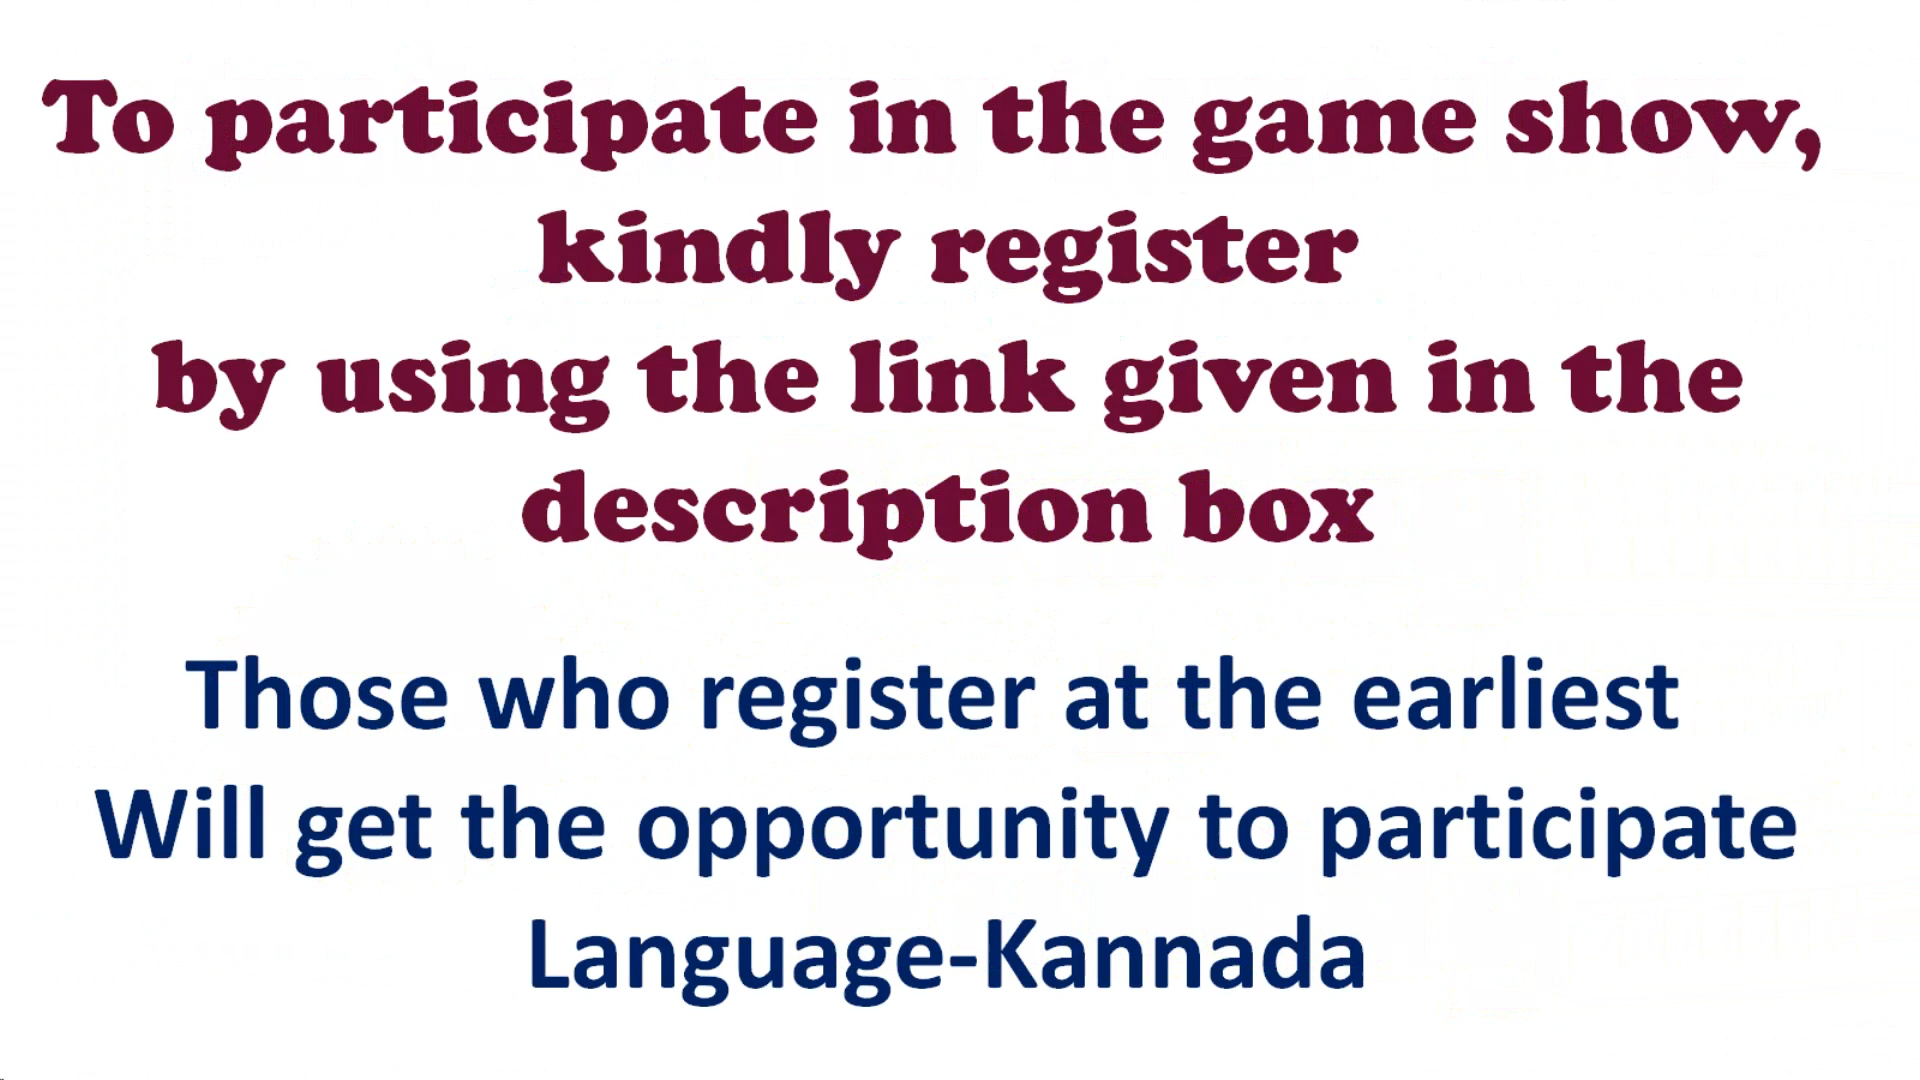 To participate in the game show,
kindly register
by using the link given in the
description box
Those who register at the earliest
Will get the opportunity to participate
Language-Kannada